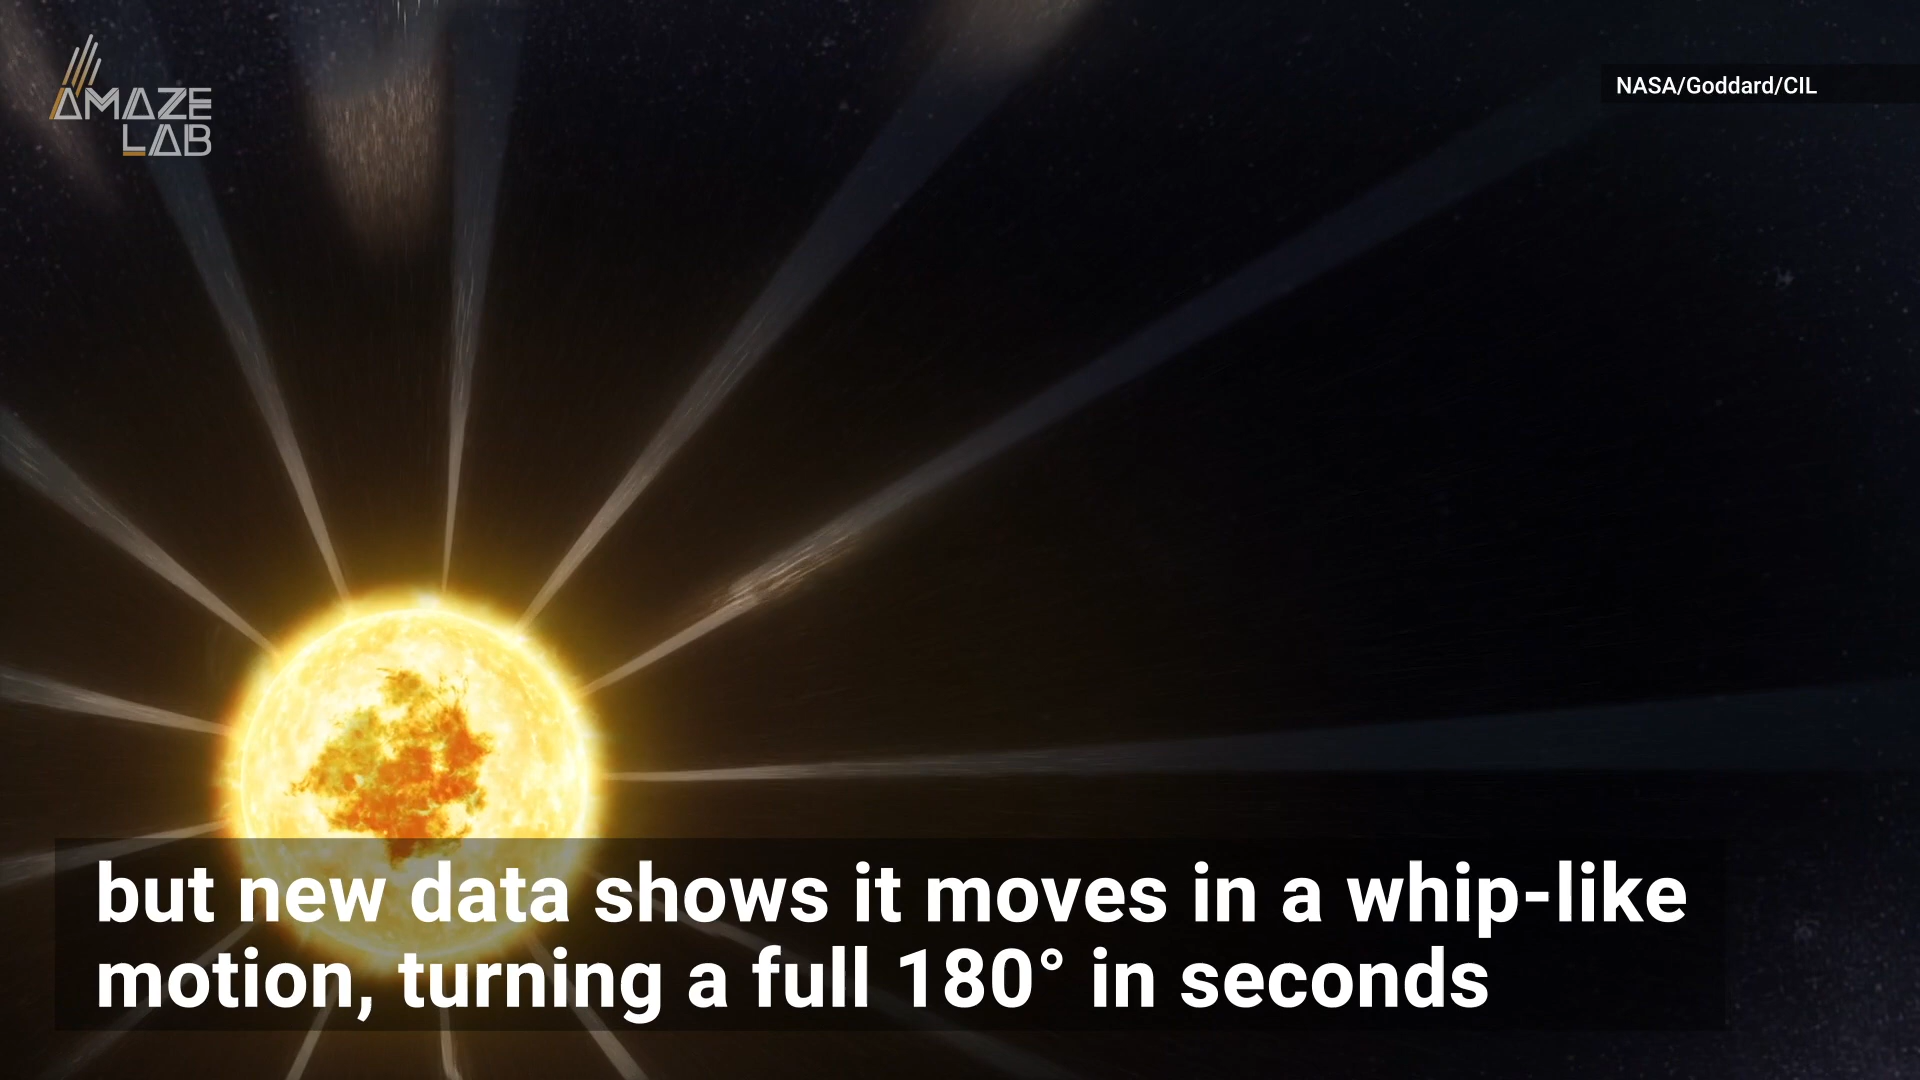 AMAZE
LAB
NASA/Goddard/CIL
but new data shows it moves in a whip-like
motion, turning a full 180° in seconds